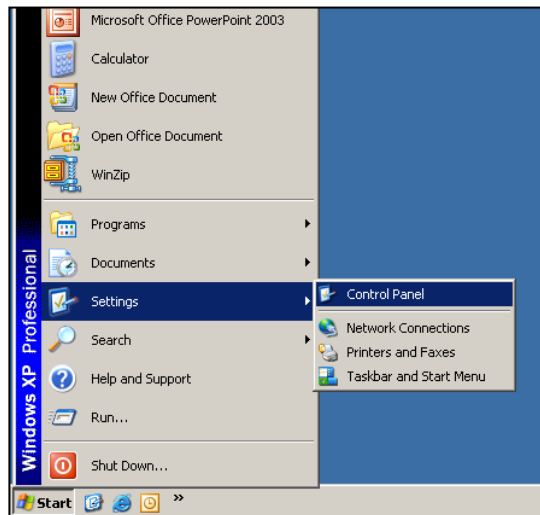 Microsoft Office PowerPoint 2003
Calculator
New Office Document
Open Office Document
WinZip
Programs
Documents
Settings
Search
Help and Support
Run...
Shut Down...
Control Panel
Network Connections
Printers and Faxes
Taskbar and Start Menu
Windows XP Professional
Start
»